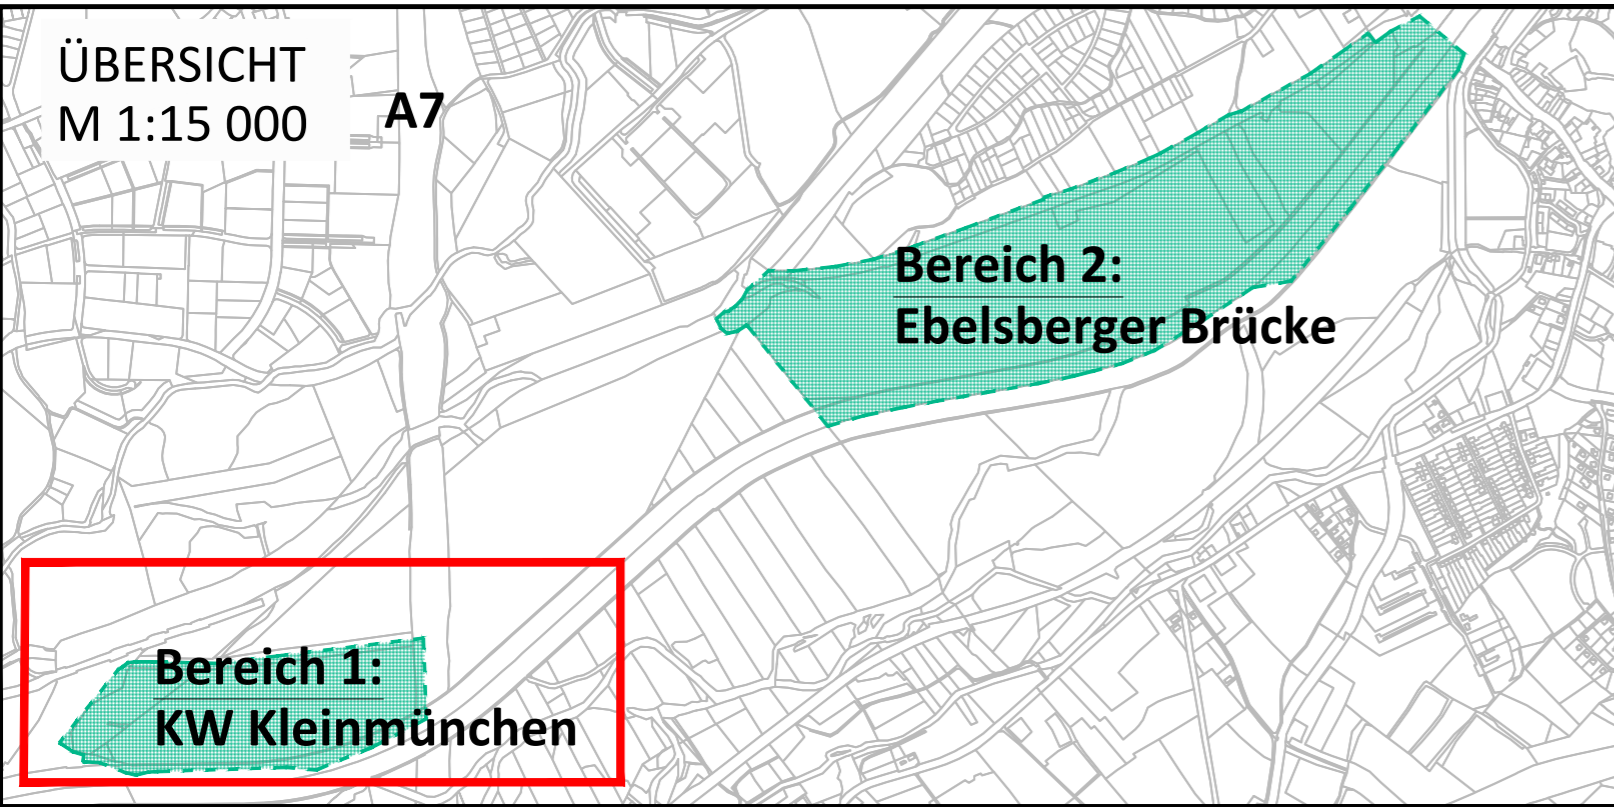 ÜBERSICHT
M 1:15 000
A7
Bereich 2:
Ebelsberger Brücke
Bereich 1:
KW Kleinmünchen